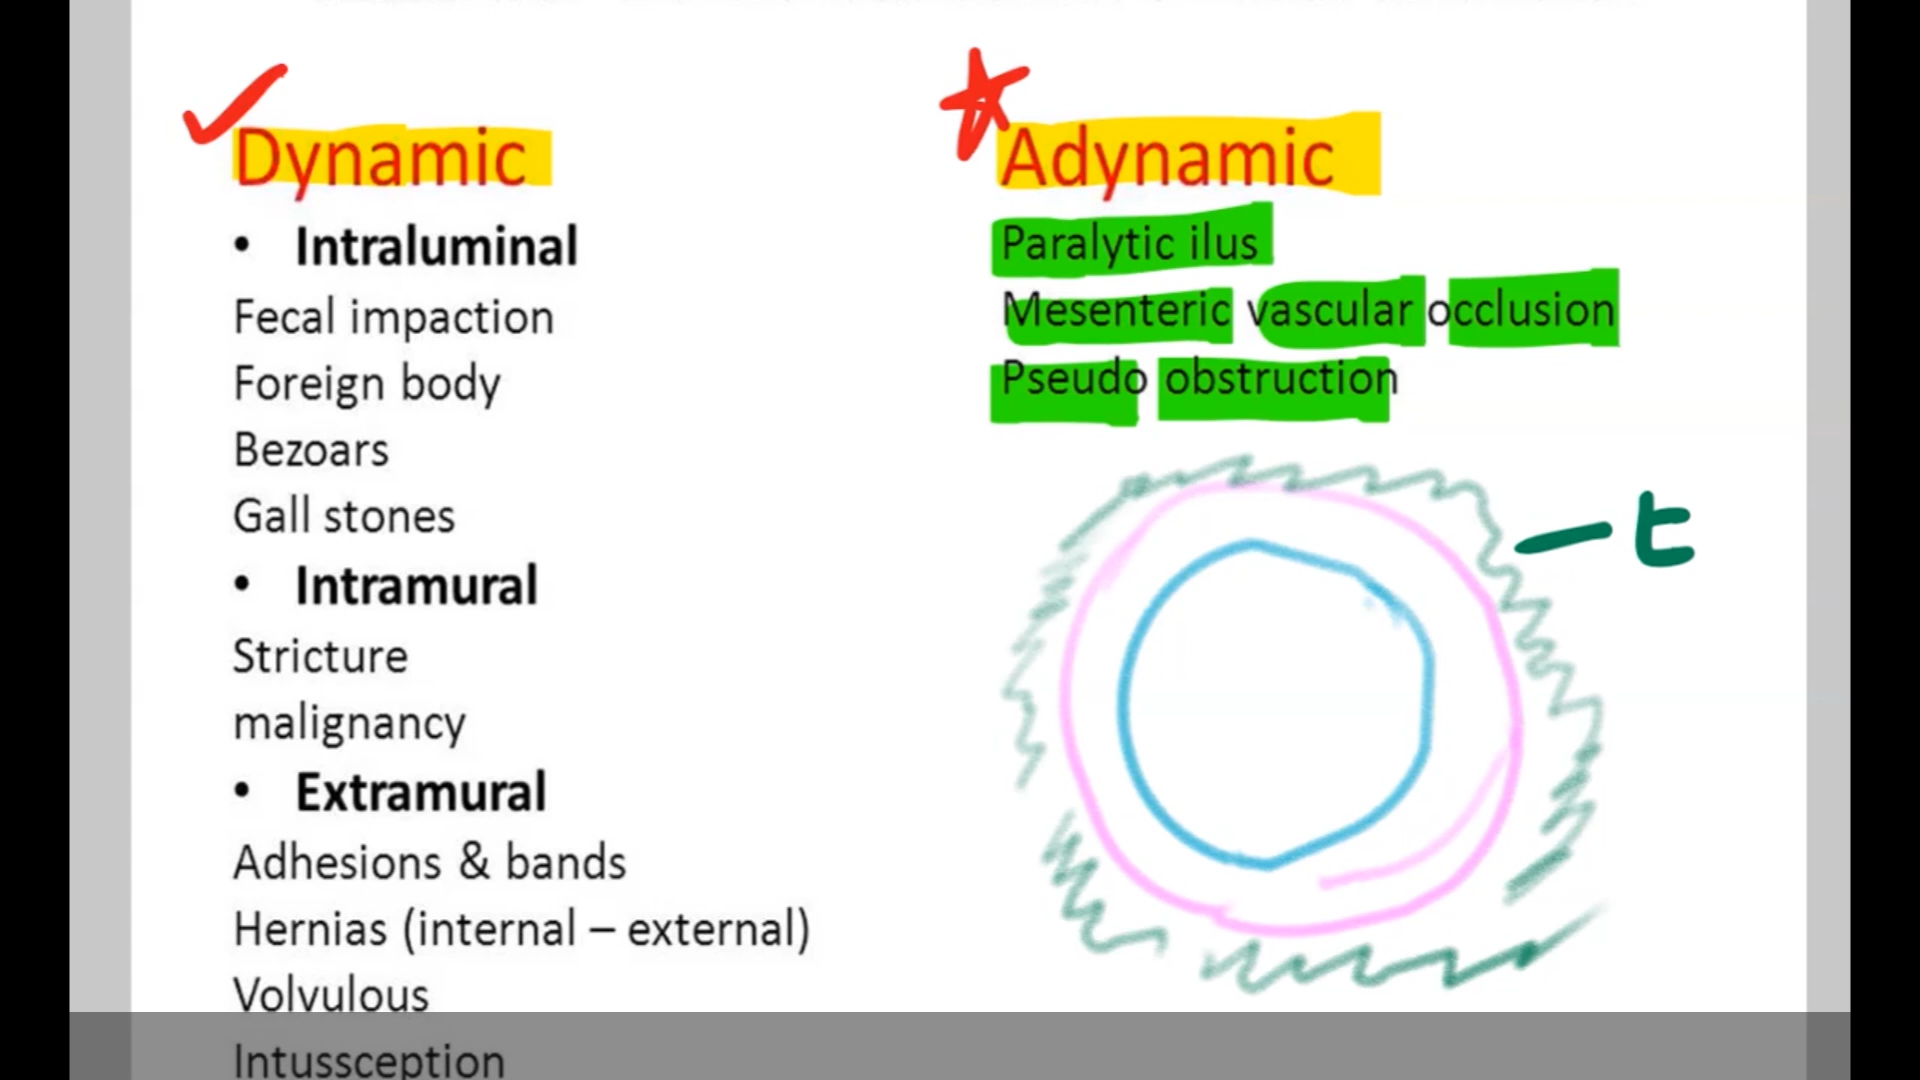 Dynamic
• Intraluminal
Fecal impaction
Foreign body
Bezoars
Gall stones
• Intramural
Stricture
malignancy
• Extramural
Adhesions & bands
Hernias (internal – external)
Volvulous
Intussception
Adynamic
Paralytic ilus
Mesenteric vascular occlusion
Pseudo obstruction